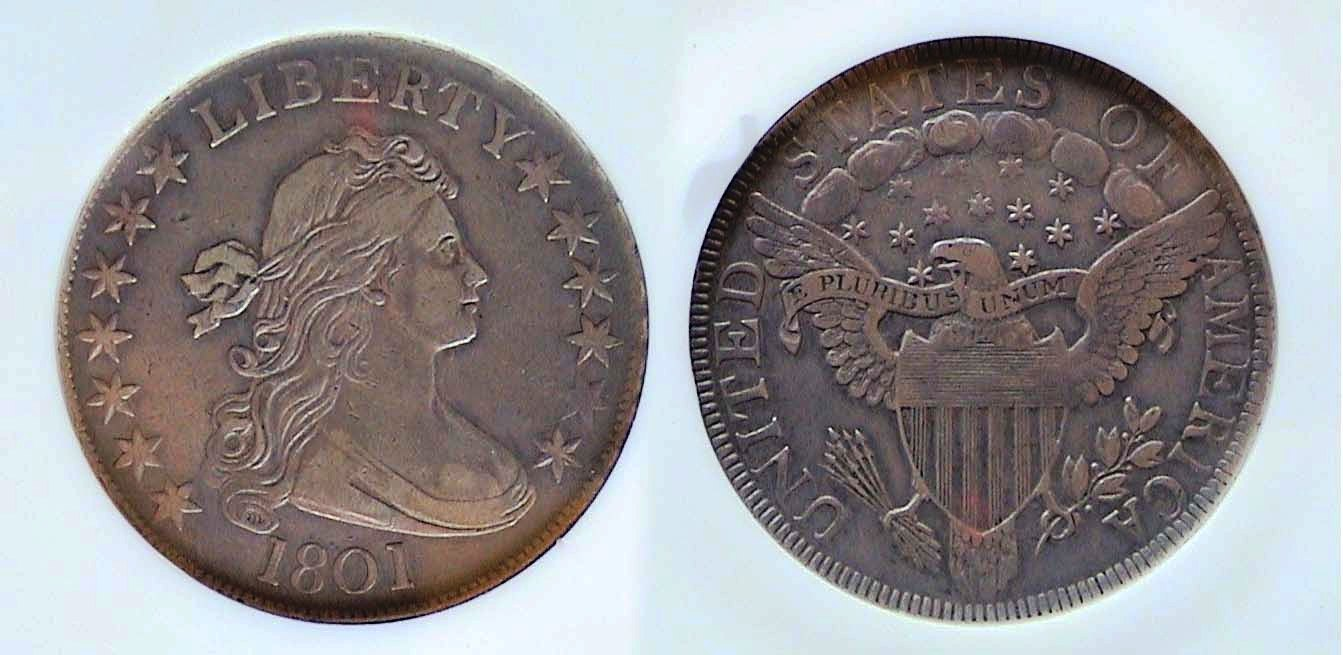 LIBERTY
1801
UNITED STATES OF AMERICA
E PLURIBUS UNUM